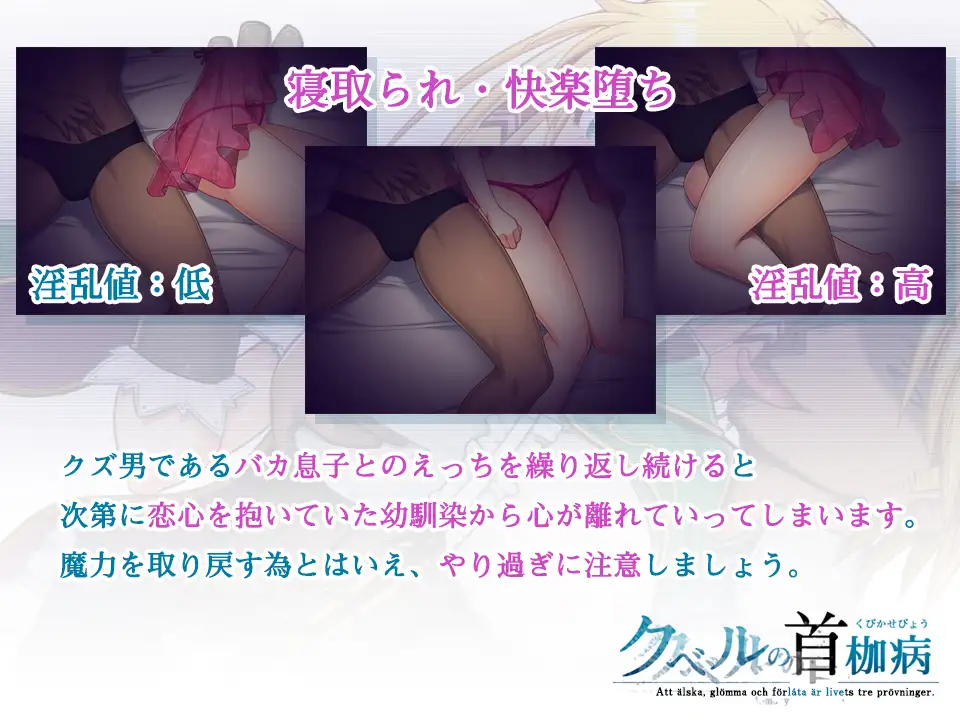 寝取られ・快楽堕ち
淫乱値：低
淫乱値：高
クズ男であるバカ息子とのえっちを繰り返し続けると
次第に恋心を抱いていた幼馴染から心が離れていってしまいます。
魔力を取り戻す為とはいえ、やり過ぎに注意しましょう。
くびかせびょう
クベルの首枷病
Att älska, glömma och förlåta är livets tre prövninger.